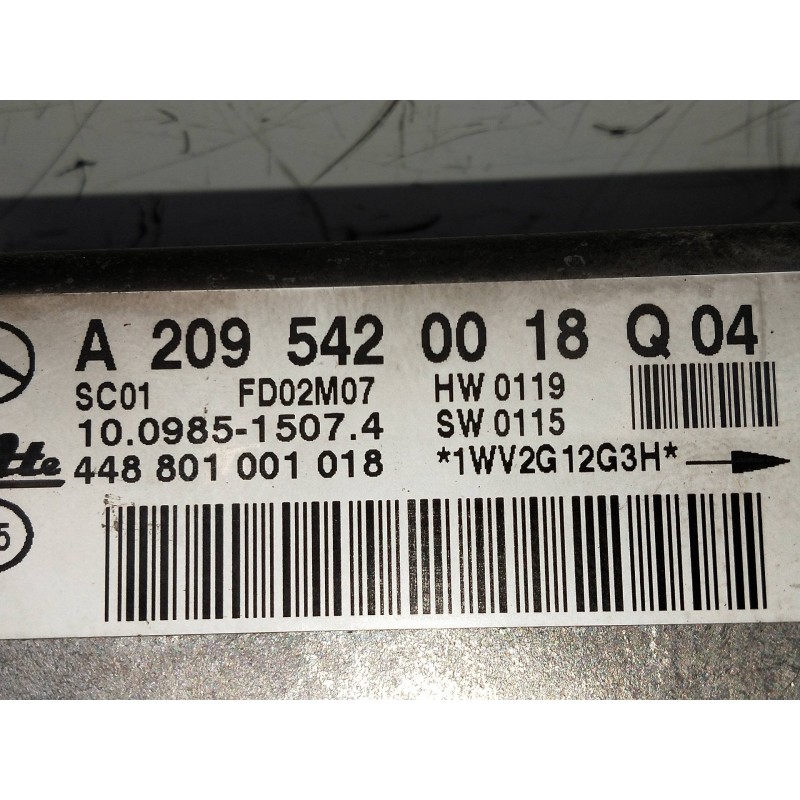 A 209 542 00 18 Q 04
SC01 FD02M07 HW 0119
10.0985-1507.4 SW 0115
448 801 001 018 *1WV2G12G3H*